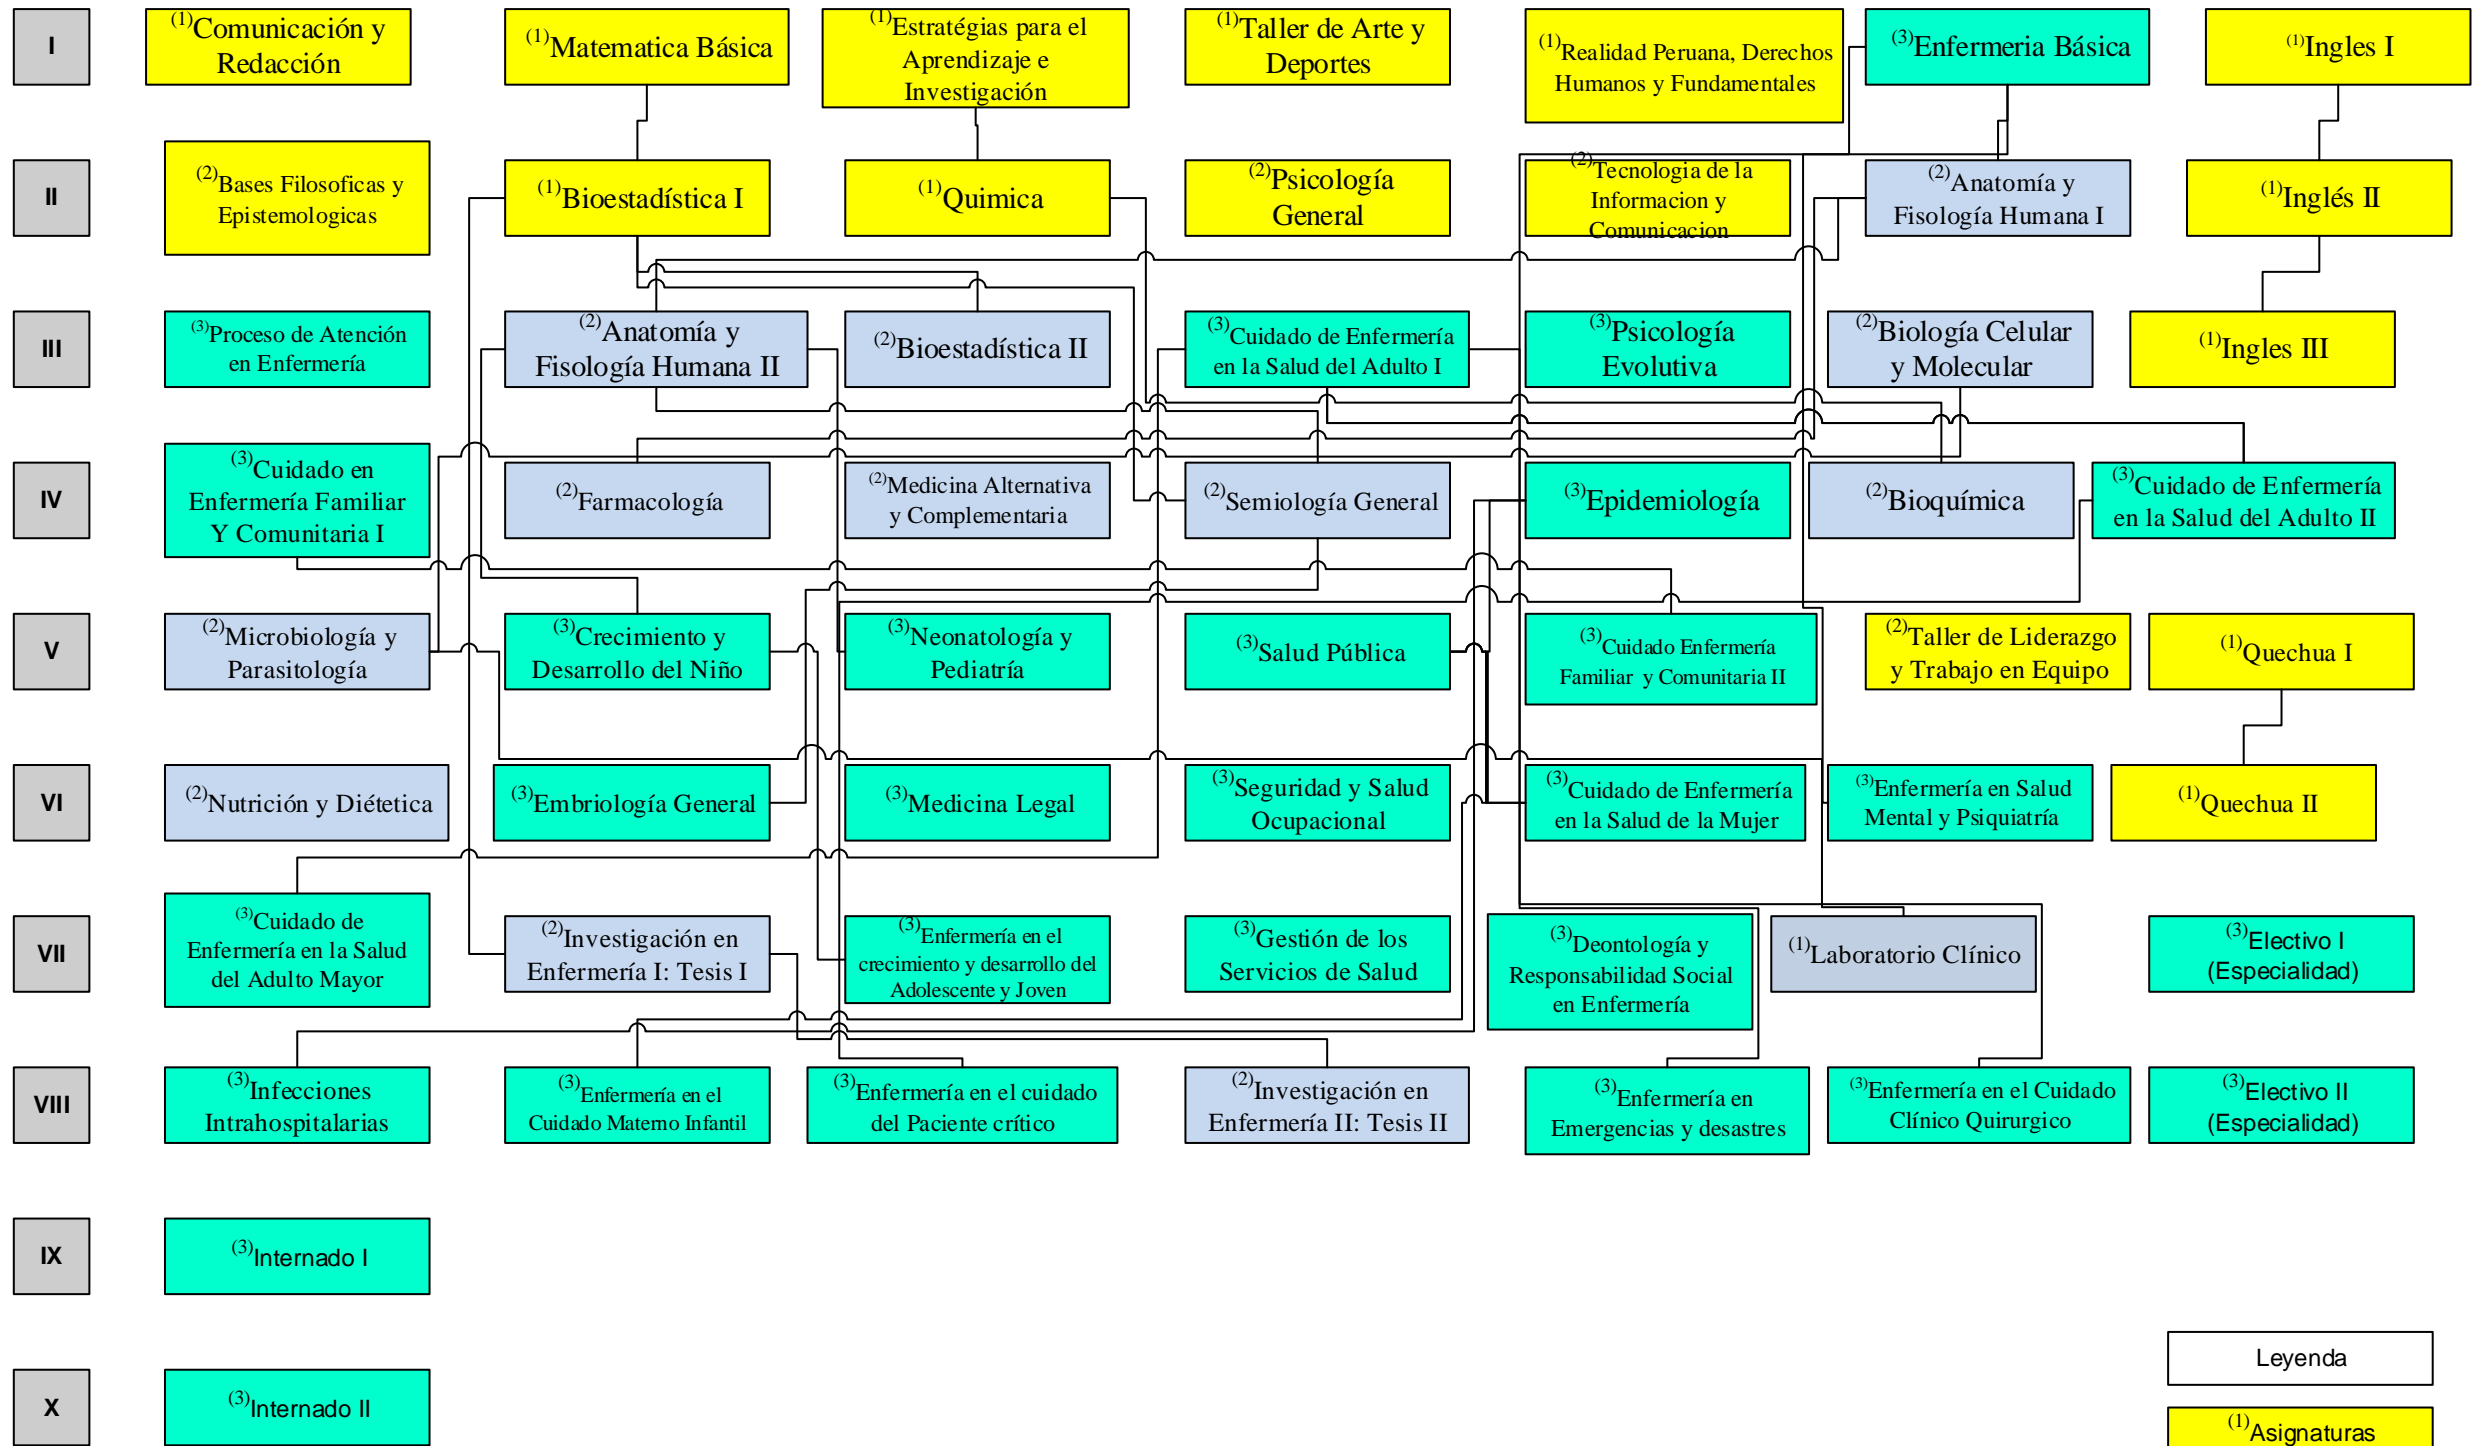 I
(1)Comunicación y
Redacción
(1)Matematica Básica
(1)Estratégias para el
Aprendizaje e
Investigación
(1)Taller de Arte y
Deportes
(1)Realidad Peruana, Derechos
Humanos y Fundamentales
(3)Enfermeria Básica
(1)Ingles I
II
(2)Bases Filosoficas y
Epistemologicas
(1)Bioestadística I
(1)Quimica
(2)Psicología
General
(2)Tecnologia de la
Informacion y
Comunicacion
(2)Anatomía y
Fisología Humana I
(1)Inglés II
III
(3)Proceso de Atención
en Enfermería
(2)Anatomía y
Fisología Humana II
(2)Bioestadística II
(3)Cuidado de Enfermería
en la Salud del Adulto I
(3)Psicología
Evolutiva
(2)Biología Celular
y Molecular
(1)Ingles III
IV
(3)Cuidado en
Enfermería Familiar
Y Comunitaria I
(2)Farmacología
(2)Medicina Alternativa
y Complementaria
(2)Semiología General
(3)Epidemiología
(2)Bioquímica
(3)Cuidado de Enfermería
en la Salud del Adulto II
V
(2)Microbiología y
Parasitología
(3)Crecimiento y
Desarrollo del Niño
(3)Neonatología y
Pediatría
(3)Salud Pública
(3)Cuidado Enfermería
Familiar y Comunitaria II
(2)Taller de Liderazgo
y Trabajo en Equipo
(1)Quechua I
VI
(2)Nutrición y Diétetica
(3)Embriología General
(3)Medicina Legal
(3)Seguridad y Salud
Ocupacional
(3)Cuidado de Enfermería
en la Salud de la Mujer
(3)Enfermería en Salud
Mental y Psiquiatría
(1)Quechua II
VII
(3)Cuidado de
Enfermería en la Salud
del Adulto Mayor
(2)Investigación en
Enfermería I: Tesis I
(3)Enfermería en el
crecimiento y desarrollo del
Adolescente y Joven
(3)Gestión de los
Servicios de Salud
(3)Deontología y
Responsabilidad Social
en Enfermería
(1)Laboratorio Clínico
(3)Electivo I
(Especialidad)
VIII
(3)Infecciones
Intrahospitalarias
(3)Enfermería en el
Cuidado Materno Infantil
(3)Enfermería en el cuidado
del Paciente crítico
(2)Investigación en
Enfermería II: Tesis II
(3)Enfermería en
Emergencias y desastres
(3)Enfermería en el Cuidado
Clínico Quirurgico
(3)Electivo II
(Especialidad)
IX
(3)Internado I
X
(3)Internado II
Leyenda
(1)Asignaturas